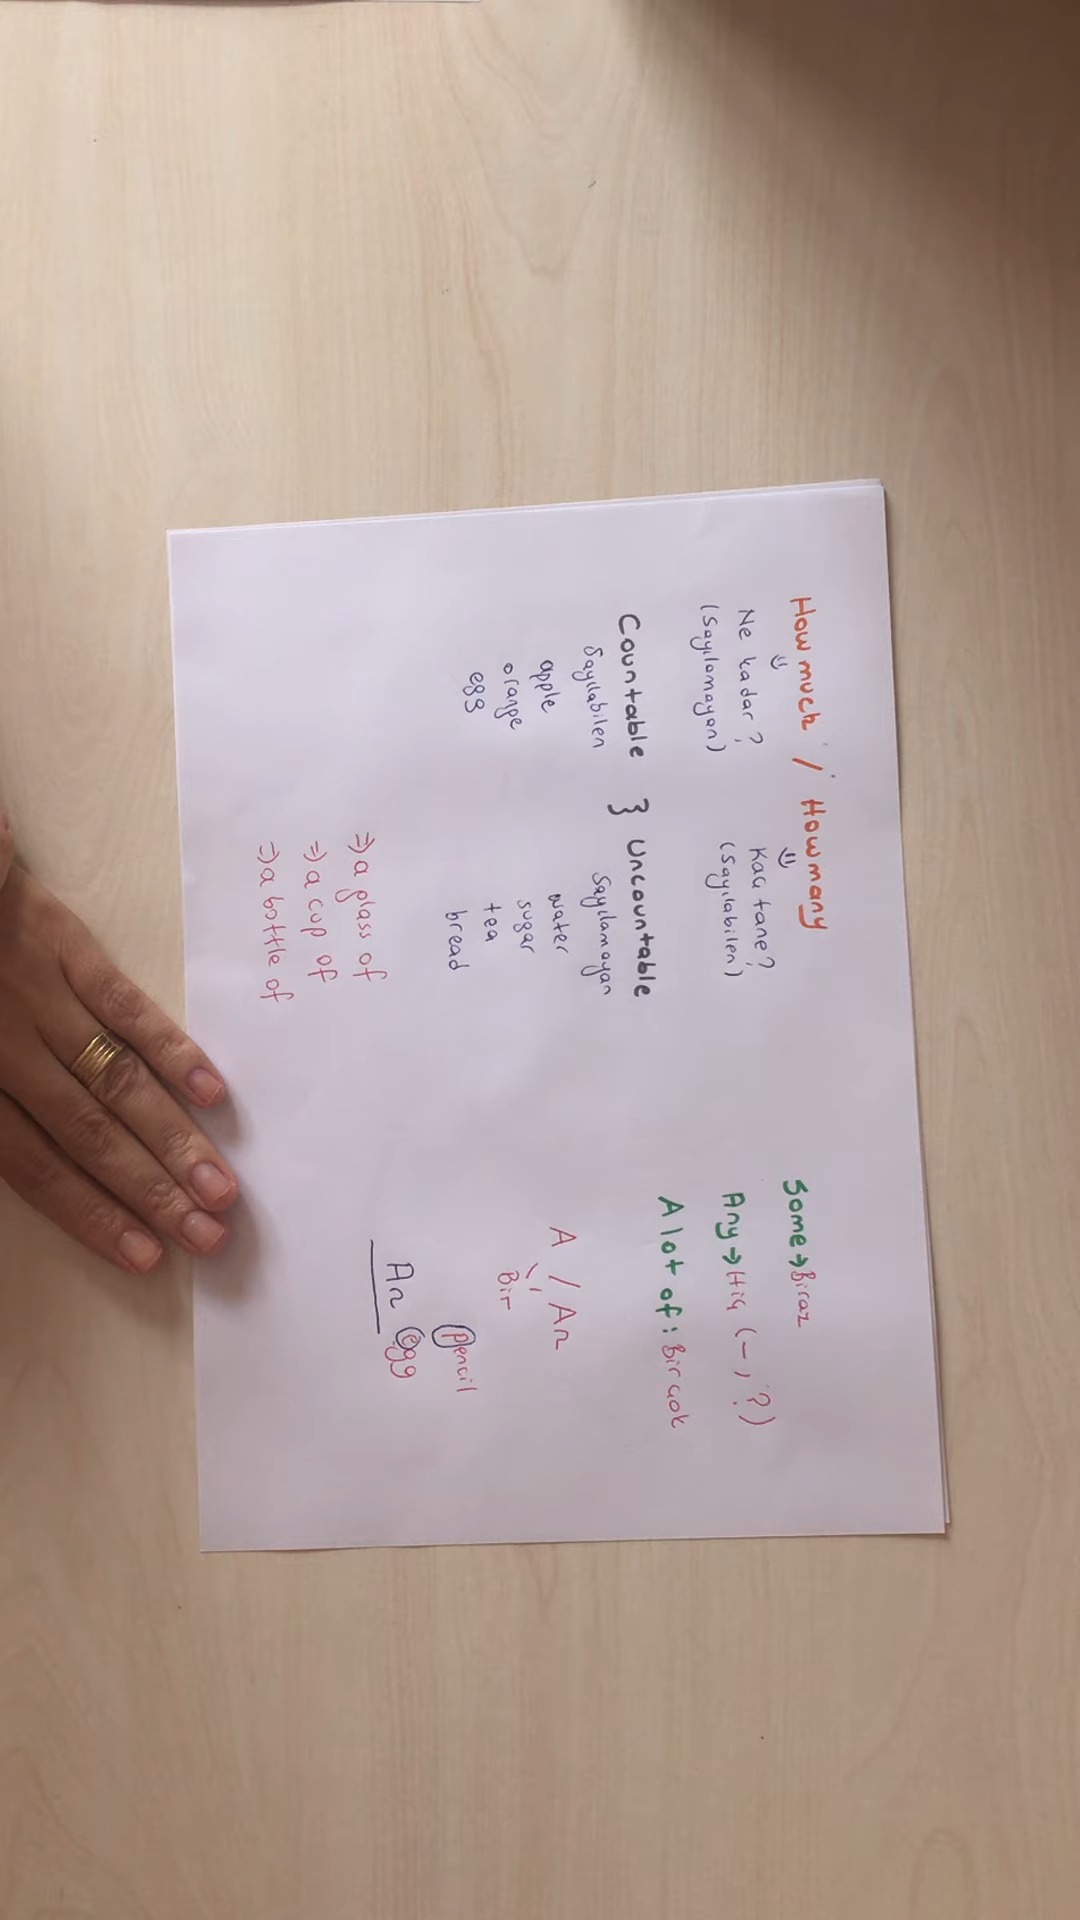 How much / How many
Ne kadar? Kaç tane?
(Sayılamayan) (Sayılabilen)
Countable } Uncountable
Sayılabilen Sayılamayan
apple water
orange sugar
egg tea
bread
⇒ a glass of
⇒ a cup of
⇒ a bottle of
Some → Biraz
Any → Hiç (-, ?)
A lot of : Birçok
A / An
Bir
Pencil
An egg